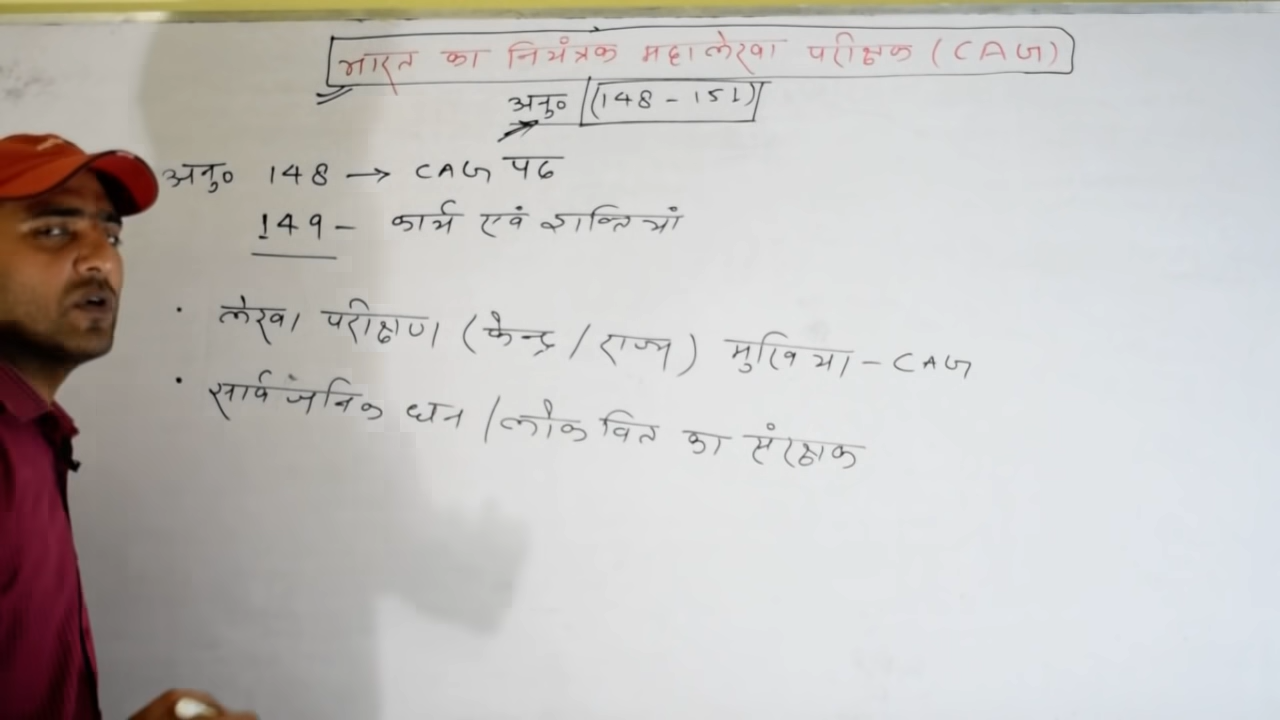 भारत का नियंत्रक महालेखा परीक्षक (CAG)
अनु० (148-151)
अनु० 148 → CAG पद
149 - कार्य एवं शक्तियां
· लेखा परीक्षण (केन्द्र / राज्य) मुखिया - CAG
· सार्वजनिक धन / लोक वित्त का संरक्षक